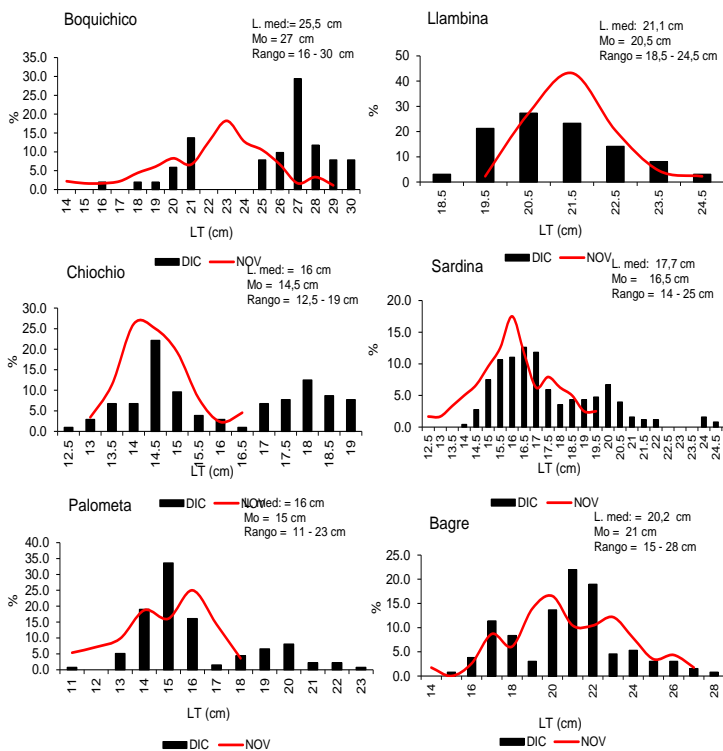 Boquichico
L. med:= 25,5 cm
Mo = 27 cm
Rango = 16 - 30 cm
35.0
30.0
25.0
20.0
15.0
10.0
5.0
0.0
%
14 15 16 17 18 19 20 21 22 23 24 25 26 27 28 29 30
LT (cm)
DIC NOV
Llambina
L. med: 21,1 cm
Mo = 20,5 cm
Rango = 18,5 - 24,5 cm
50
40
30
20
10
0
%
18.5 19.5 20.5 21.5 22.5 23.5 24.5
LT (cm)
DIC NOV
Chiochio
L. med: = 16 cm
Mo = 14,5 cm
Rango = 12,5 - 19 cm
30.0
25.0
20.0
15.0
10.0
5.0
0.0
%
12.5 13 13.5 14 14.5 15 15.5 16 16.5 17 17.5 18 18.5 19
LT (cm)
DIC NOV
Sardina
L. med: 17,7 cm
Mo = 16,5 cm
Rango = 14 - 25 cm
20.0
15.0
10.0
5.0
0.0
%
12.5 13 13.5 14 14.5 15 15.5 16 16.5 17 17.5 18 18.5 19 19.5 20 20.5 21 21.5 22 22.5 23 23.5 24 24.5
LT (cm)
DIC NOV
Palometa
L. med: = 16 cm
Mo = 15 cm
Rango = 11 - 23 cm
40.0
35.0
30.0
25.0
20.0
15.0
10.0
5.0
0.0
%
11 12 13 14 15 16 17 18 19 20 21 22 23
LT (cm)
DIC NOV
Bagre
L. med: = 20,2 cm
Mo = 21 cm
Rango = 15 - 28 cm
25.0
20.0
15.0
10.0
5.0
0.0
%
14 16 18 20 22 24 26 28
LT (cm)
DIC NOV